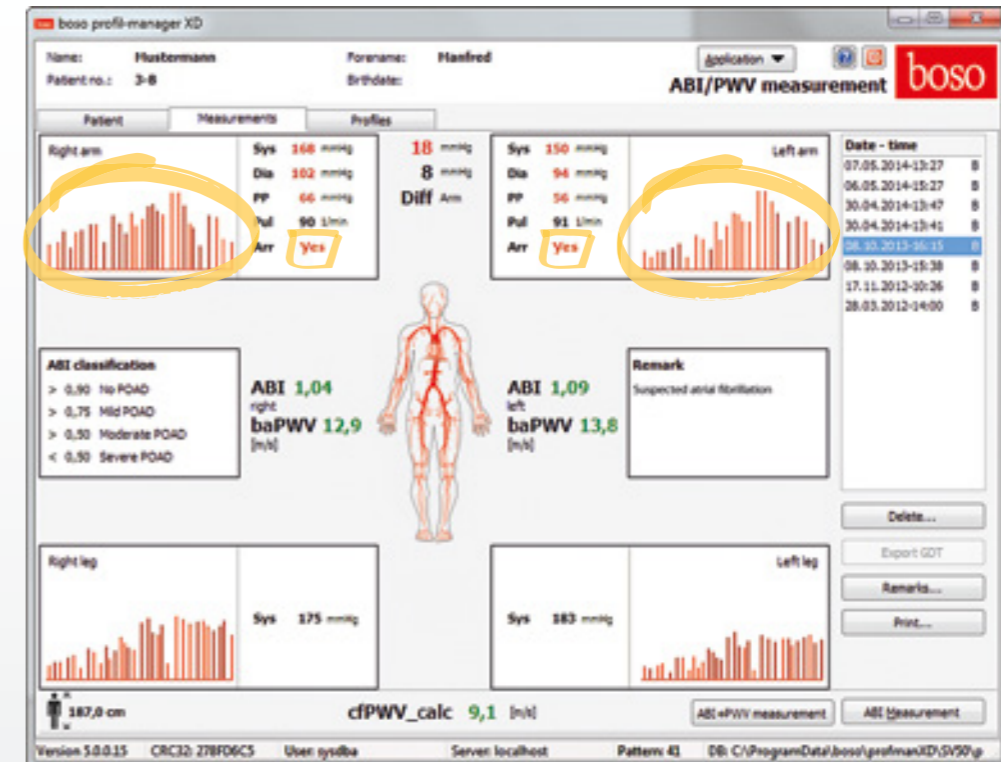 boso profil-manager XD
Name: Mustermann Forename: Manfred Application
Patient no.: 3-8 Birthdate: ABI/PWV measurement
boso
Patient Measurements Profiles
Right arm
Sys 168 mmHg
Dia 102 mmHg
PP 66 mmHg
Pul 90 1/min
Arr Yes
18 mmHg
8 mmHg
Diff Arm
Sys 150 mmHg
Dia 94 mmHg
PP 56 mmHg
Pul 91 1/min
Arr Yes
Left arm
Date - time
07.05.2014-13:27 B
06.05.2014-15:27 B
30.04.2014-13:47 B
30.04.2014-13:41 B
08.10.2013-16:15 B
08.10.2013-15:38 B
17.11.2012-10:26 B
28.03.2012-14:00 B
ABI classification
> 0,90 No POAD
> 0,75 Mild POAD
> 0,50 Moderate POAD
< 0,50 Severe POAD
ABI 1,04
right
baPWV 12,9
[m/s]
ABI 1,09
left
baPWV 13,8
[m/s]
Remark
Suspected atrial fibrillation
Delete...
Export GDT
Remarks...
Print...
Right leg
Sys 175 mmHg
Sys 183 mmHg
Left leg
187,0 cm
cfPWV_calc 9,1 [m/s]
ABI+PWV measurement
ABI Measurement
Version 5.0.0.15 CRC32: 278FD6C5 User: sysdba Server: localhost Pattern: 41 DB: C:\ProgramData\boso\profmanXD\SV50\p